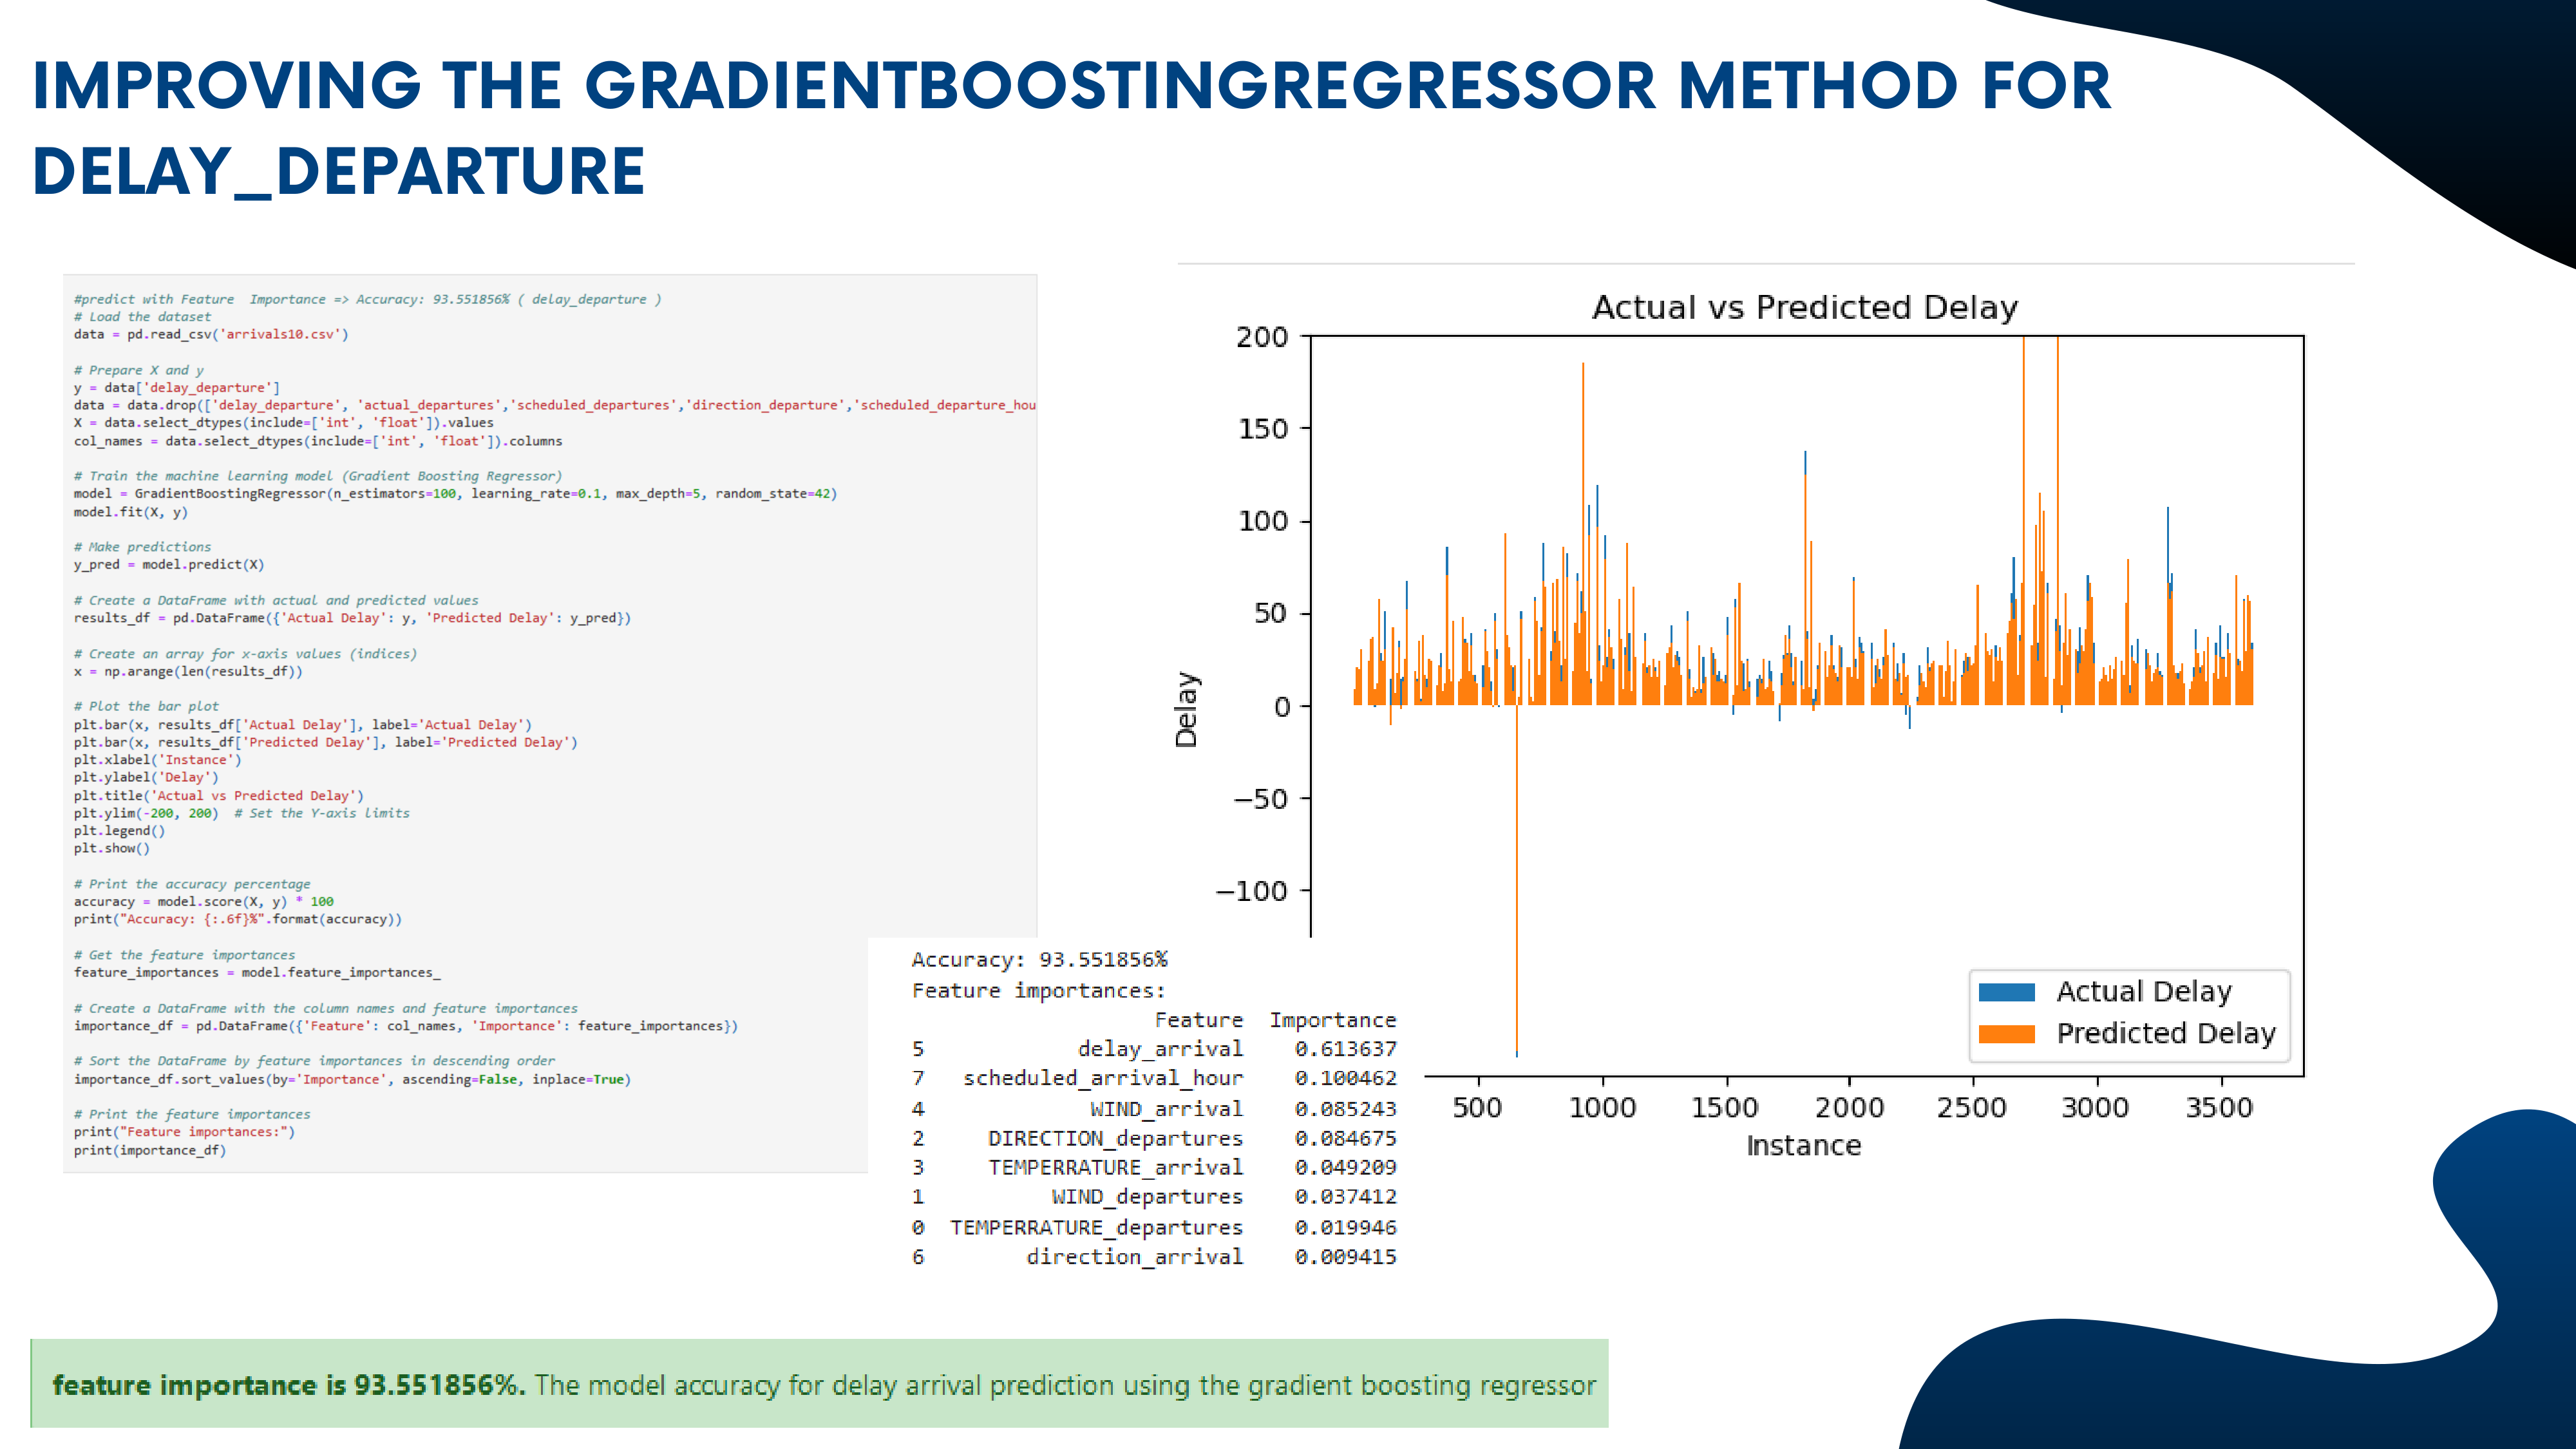 IMPROVING THE GRADIENTBOOSTINGREGRESSOR METHOD FOR
DELAY_DEPARTURE
#predict with Feature  Importance => Accuracy: 93.551856% ( delay_departure )
# Load the dataset
data = pd.read_csv('arrivals10.csv')
# Prepare X and y
y = data['delay_departure']
data = data.drop(['delay_departure', 'actual_departures','scheduled_departures','direction_departure','scheduled_departure_hou
X = data.select_dtypes(include=['int', 'float']).values
col_names = data.select_dtypes(include=['int', 'float']).columns
# Train the machine learning model (Gradient Boosting Regressor)
model = GradientBoostingRegressor(n_estimators=100, learning_rate=0.1, max_depth=5, random_state=42)
model.fit(X, y)
# Make predictions
y_pred = model.predict(X)
# Create a DataFrame with actual and predicted values
results_df = pd.DataFrame({'Actual Delay': y, 'Predicted Delay': y_pred})
# Create an array for x-axis values (indices)
x = np.arange(len(results_df))
# Plot the bar plot
plt.bar(x, results_df['Actual Delay'], label='Actual Delay')
plt.bar(x, results_df['Predicted Delay'], label='Predicted Delay')
plt.xlabel('Instance')
plt.ylabel('Delay')
plt.title('Actual vs Predicted Delay')
plt.ylim(-200, 200)  # Set the Y-axis limits
plt.legend()
plt.show()
# Print the accuracy percentage
accuracy = model.score(X, y) * 100
print("Accuracy: {:.6f}%".format(accuracy))
# Get the feature importances
feature_importances = model.feature_importances_
# Create a DataFrame with the column names and feature importances
importance_df = pd.DataFrame({'Feature': col_names, 'Importance': feature_importances})
# Sort the DataFrame by feature importances in descending order
importance_df.sort_values(by='Importance', ascending=False, inplace=True)
# Print the feature importances
print("Feature importances:")
print(importance_df)
Actual vs Predicted Delay
200
150
100
50
0
−50
−100
Delay
500 1000 1500 2000 2500 3000 3500
Instance
Actual Delay
Predicted Delay
Accuracy: 93.551856%
Feature importances:
Feature Importance
5 delay_arrival 0.613637
7 scheduled_arrival_hour 0.100462
4 WIND_arrival 0.085243
2 DIRECTION_departures 0.084675
3 TEMPERRATURE_arrival 0.049209
1 WIND_departures 0.037412
0 TEMPERRATURE_departures 0.019946
6 direction_arrival 0.009415
feature importance is 93.551856%. The model accuracy for delay arrival prediction using the gradient boosting regressor